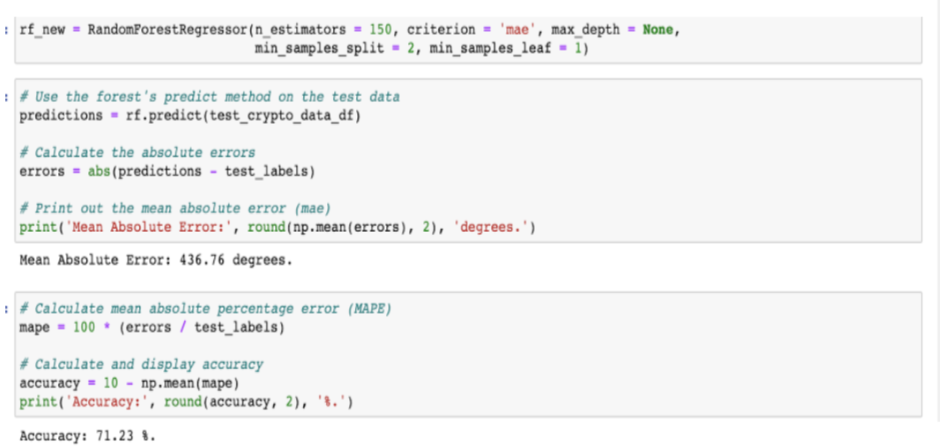 : rf_new = RandomForestRegressor(n_estimators = 150, criterion = 'mae', max_depth = None,
min_samples_split = 2, min_samples_leaf = 1)
: # Use the forest's predict method on the test data
predictions = rf.predict(test_crypto_data_df)
# Calculate the absolute errors
errors = abs(predictions - test_labels)
# Print out the mean absolute error (mae)
print('Mean Absolute Error:', round(np.mean(errors), 2), 'degrees.')
Mean Absolute Error: 436.76 degrees.
: # Calculate mean absolute percentage error (MAPE)
mape = 100 * (errors / test_labels)
# Calculate and display accuracy
accuracy = 10 - np.mean(mape)
print('Accuracy:', round(accuracy, 2), '%.')
Accuracy: 71.23 %.